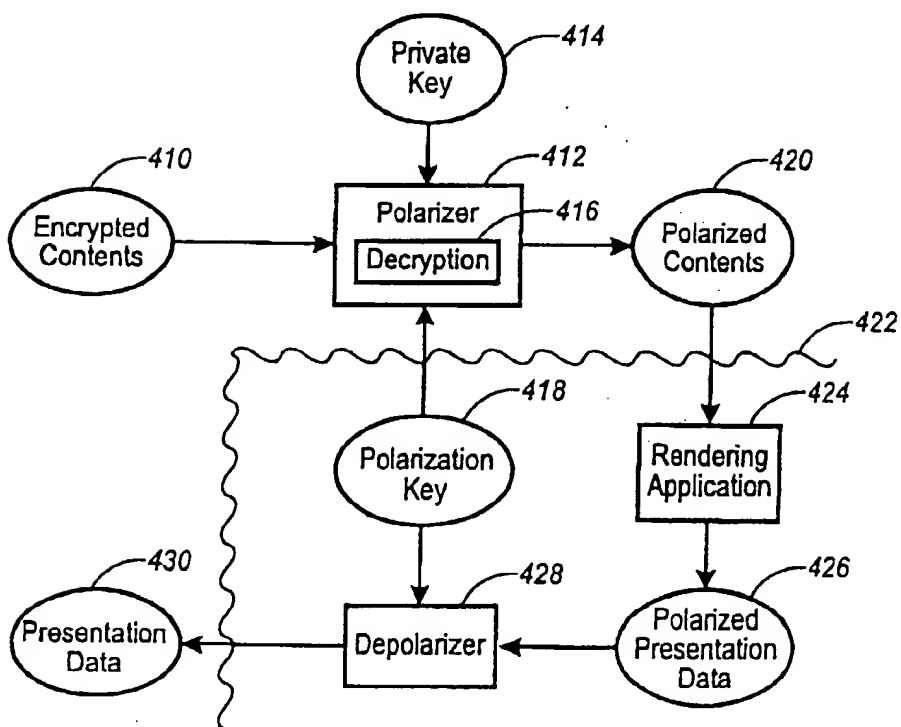 Private
Key
414
410
412
420
Encrypted
Contents
Polarizer
416
Decryption
Polarized
Contents
422
418
424
Polarization
Key
Rendering
Application
430
428
426
Presentation
Data
Depolarizer
Polarized
Presentation
Data